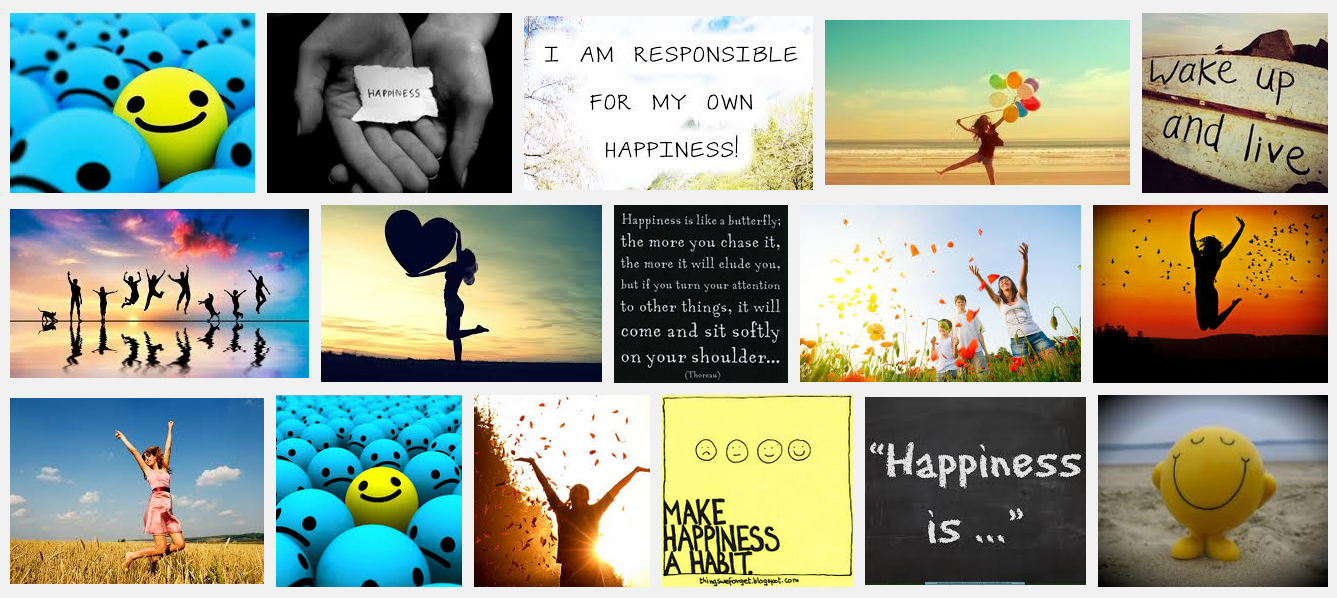 HAPPINESS
I AM RESPONSIBLE
FOR MY OWN
HAPPINESS!
wake up
and live.
Happiness is like a butterfly;
the more you chase it,
the more it will elude you,
but if you turn your attention
to other things, it will
come and sit softly
on your shoulder...
(Thoreau)
MAKE
HAPPINESS
A HABIT.
thingsweforget.blogspot.com
“Happiness
is ...”